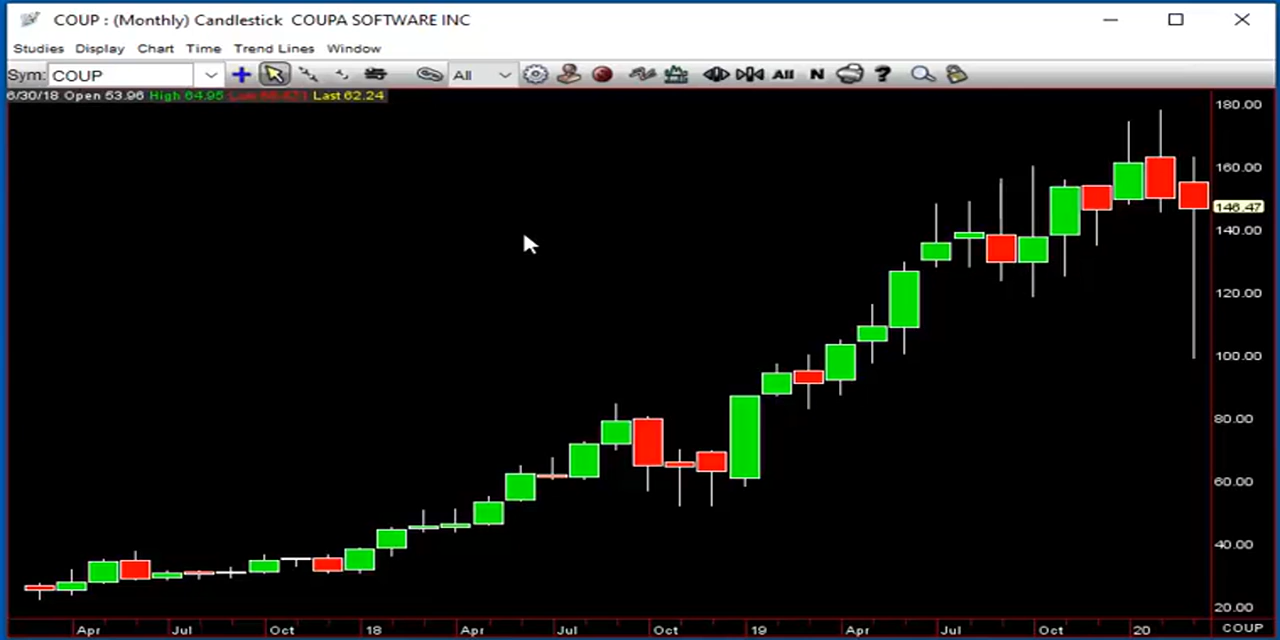 COUP : (Monthly) Candlestick COUPA SOFTWARE INC
Studies Display Chart Time Trend Lines Window
Sym: COUP All All N ?
6/30/18 Open 53.96 High 64.95 Last 62.24
180.00
160.00
146.47
140.00
120.00
100.00
80.00
60.00
40.00
20.00
Apr Jul Oct 18 Apr Jul Oct 19 Apr Jul Oct 20 COUP